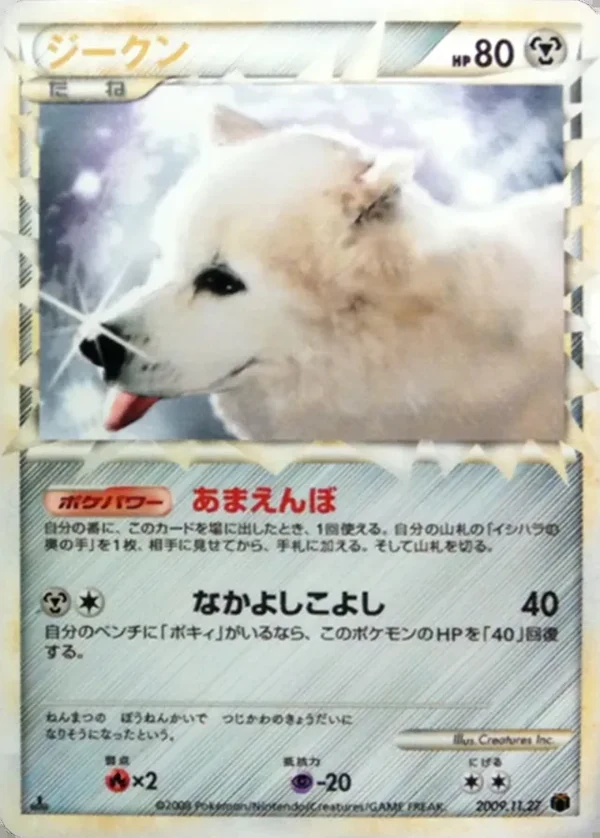 ジークン
HP80
たね
ポケパワー あまえんぼ
自分の番に、このカードを場に出したとき、1回使える。自分の山札の「イシハラの
奥の手」を1枚、相手に見せてから、手札に加える。そして山札を切る。
なかよしこよし 40
自分のベンチに「ポキィ」がいるなら、このポケモンのHPを「40」回復
する。
ねんまつの ぼうねんかいで つじかわのきょうだいに
なりそうになったという。
Illus. Creatures Inc.
弱点 抵抗力 にげる
×2 -20
©2008 Pokémon/Nintendo/Creatures/GAME FREAK. 2009.11.27